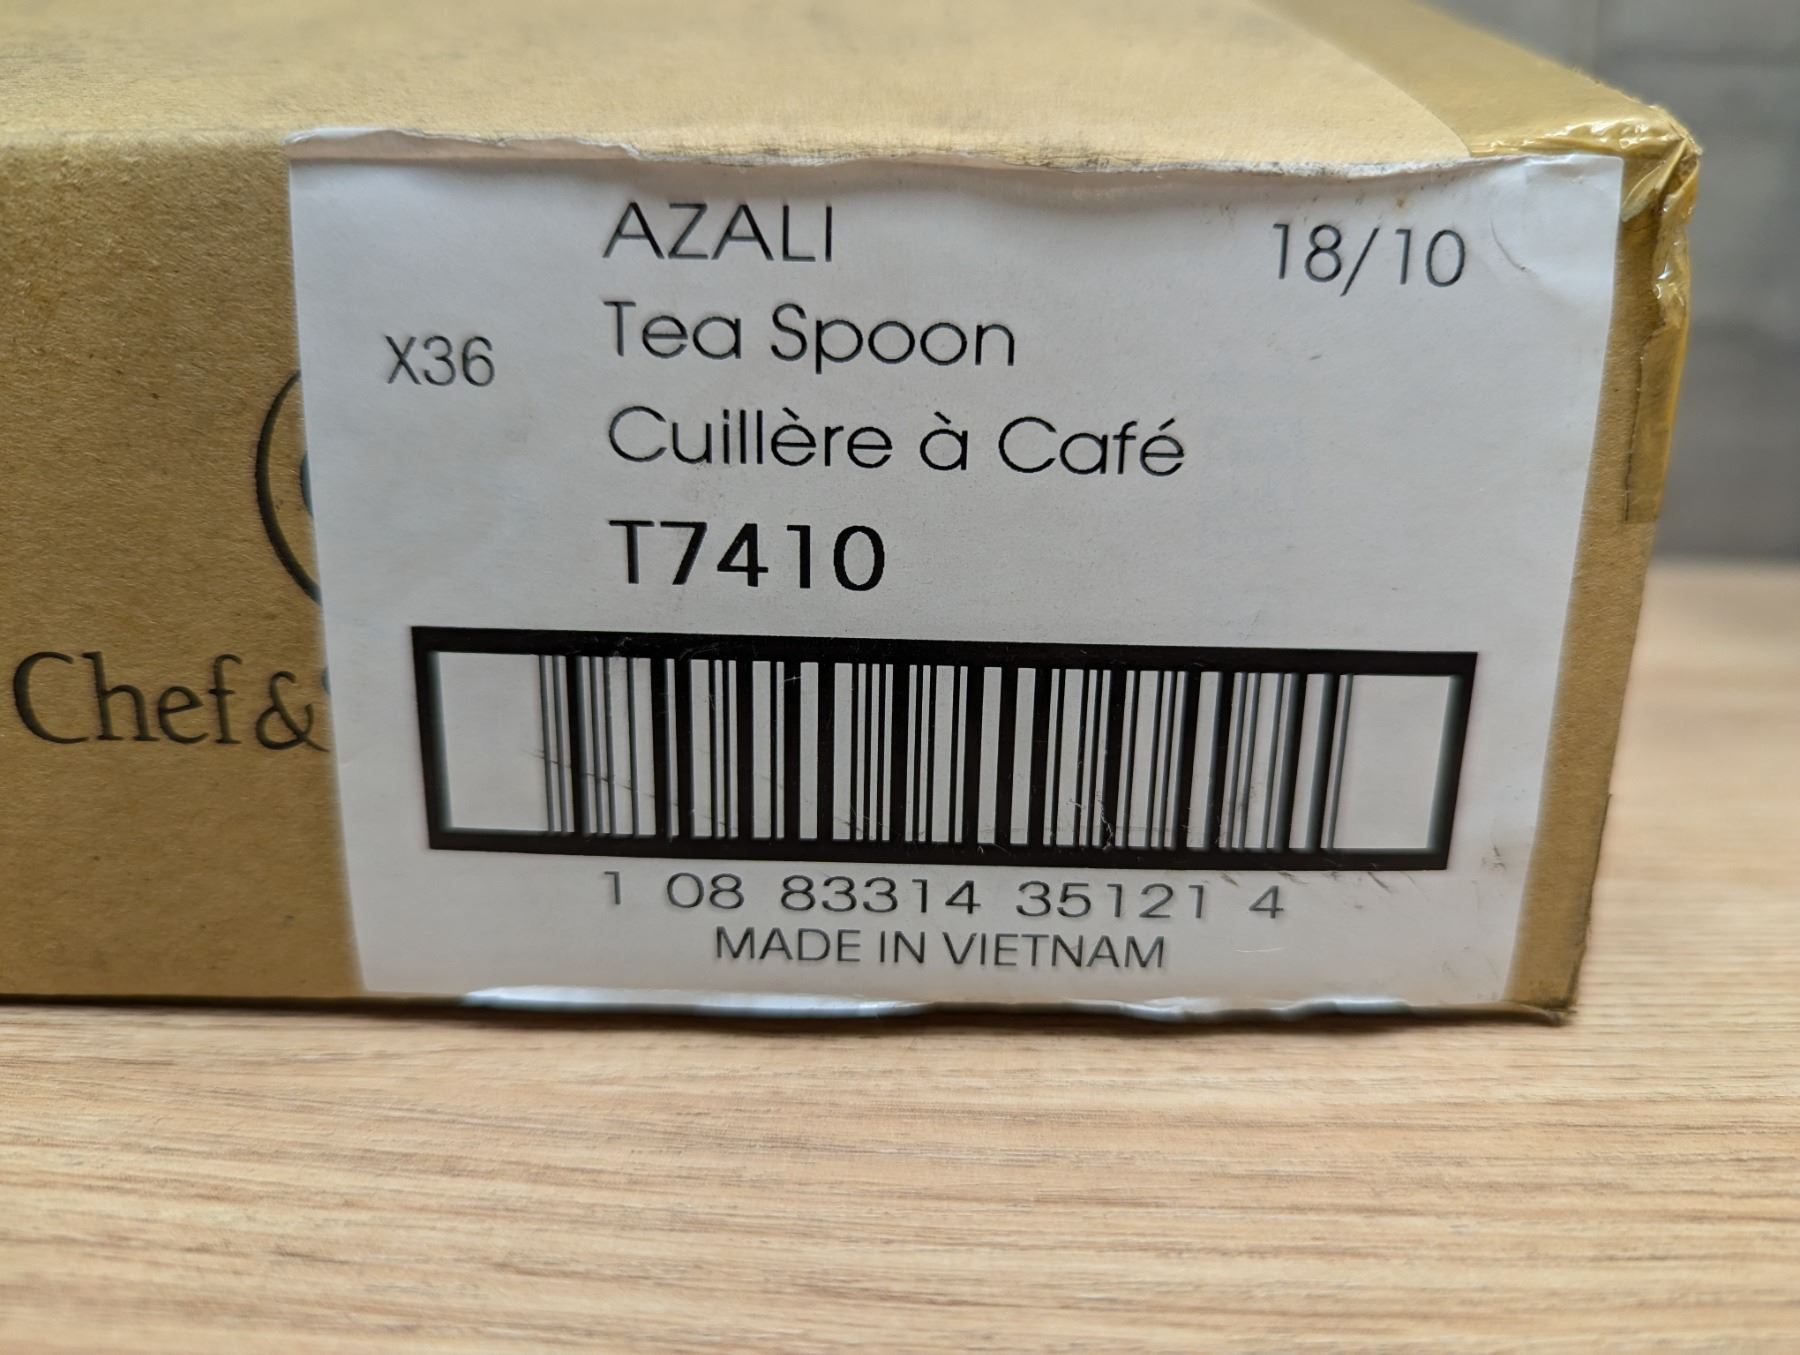 AZALI
18/10
Tea Spoon
X36
Cuillère à Café
T7410
Chef&
1 08 83314 35121 4
MADE IN VIETNAM